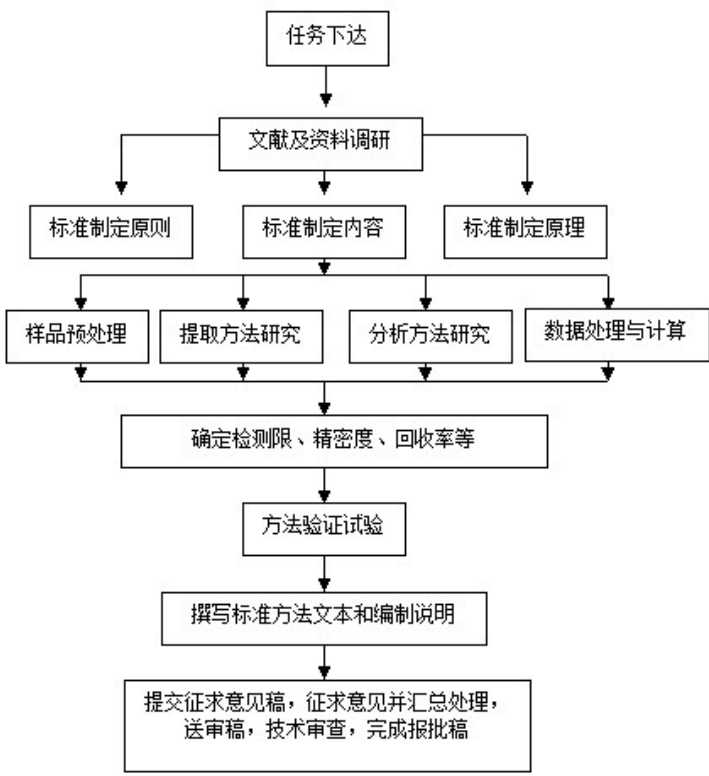 任务下达
文献及资料调研
标准制定原则
标准制定内容
标准制定原理
样品预处理
提取方法研究
分析方法研究
数据处理与计算
确定检测限、精密度、回收率等
方法验证试验
撰写标准方法文本和编制说明
提交征求意见稿，征求意见并汇总处理，
送审稿，技术审查，完成报批稿